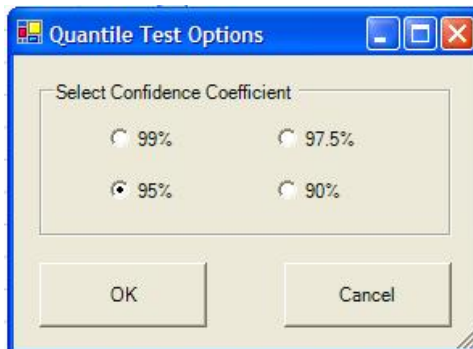 Quantile Test Options
Select Confidence Coefficient
99% 97.5%
95% 90%
OK Cancel